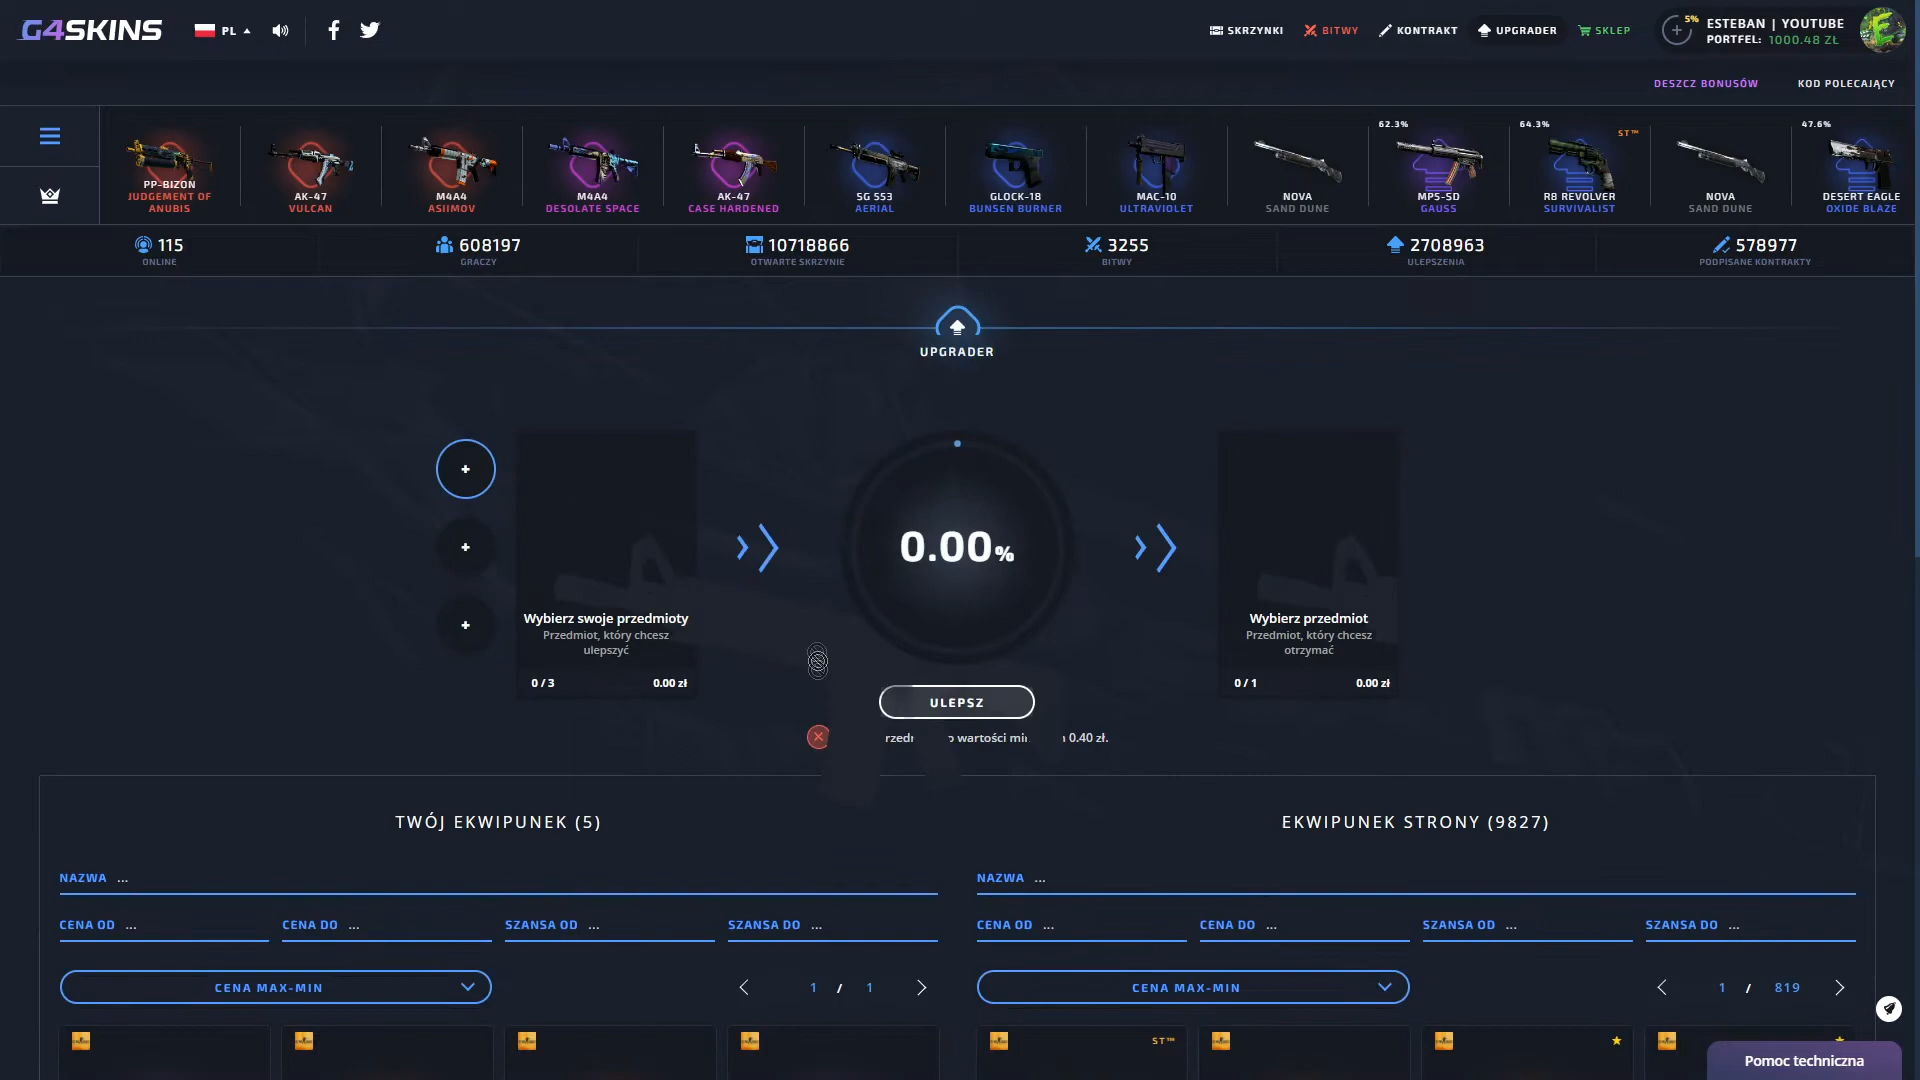 G4SKINS
PL
SKRZYNKI
BITWY
KONTRAKT
UPGRADER
SKLEP
5%
ESTEBAN | YOUTUBE
PORTFEL: 1000.48 ZŁ
DESZCZ BONUSÓW
KOD POLECAJĄCY
PP-BIZON
JUDGEMENT OF
ANUBIS
AK-47
VULCAN
M4A4
ASIIMOV
M4A4
DESOLATE SPACE
AK-47
CASE HARDENED
SG 553
AERIAL
GLOCK-18
BUNSEN BURNER
MAC-10
ULTRAVIOLET
NOVA
SAND DUNE
62.3%
MP5-SD
GAUSS
64.3%
ST™
R8 REVOLVER
SURVIVALIST
NOVA
SAND DUNE
47.6%
DESERT EAGLE
OXIDE BLAZE
115
ONLINE
608197
GRACZY
10718866
OTWARTE SKRZYNIE
3255
BITWY
2708963
ULEPSZENIA
578977
PODPISANE KONTRAKTY
UPGRADER
+
+
+
Wybierz swoje przedmioty
Przedmiot, który chcesz
ulepszyć
0 / 3 0.00 zł
0.00%
Wybierz przedmiot
Przedmiot, który chcesz
otrzymać
0 / 1 0.00 zł
ULEPSZ
wartości 0.40 zł.
TWÓJ EKWIPUNEK (5)
NAZWA ...
CENA OD ...
CENA DO ...
SZANSA OD ...
SZANSA DO ...
CENA MAX-MIN
1 / 1
EKWIPUNEK STRONY (9827)
NAZWA ...
CENA OD ...
CENA DO ...
SZANSA OD ...
SZANSA DO ...
CENA MAX-MIN
1 / 819
ST™
Pomoc techniczna